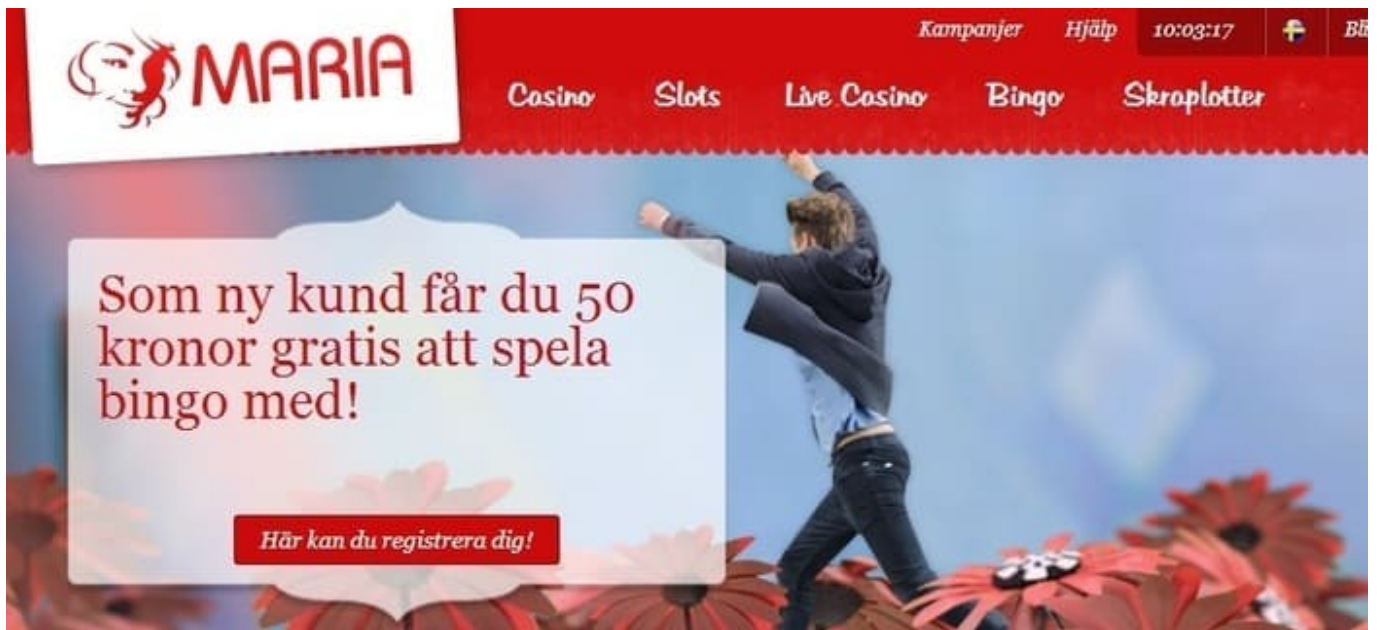 MARIA
Kampanjer Hjälp 10:03:17
Casino Slots Live Casino Bingo Skraplotter
Som ny kund får du 50
kronor gratis att spela
bingo med!
Här kan du registrera dig!